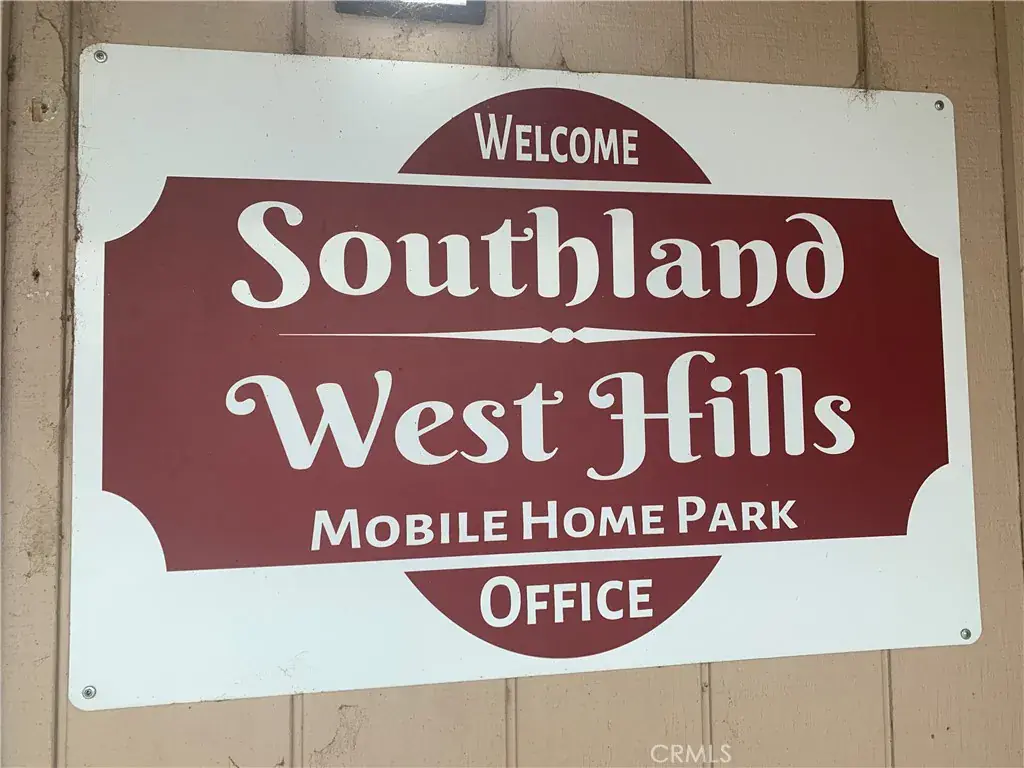 Welcome
Southland
West Hills
Mobile Home Park
Office
CRMLS